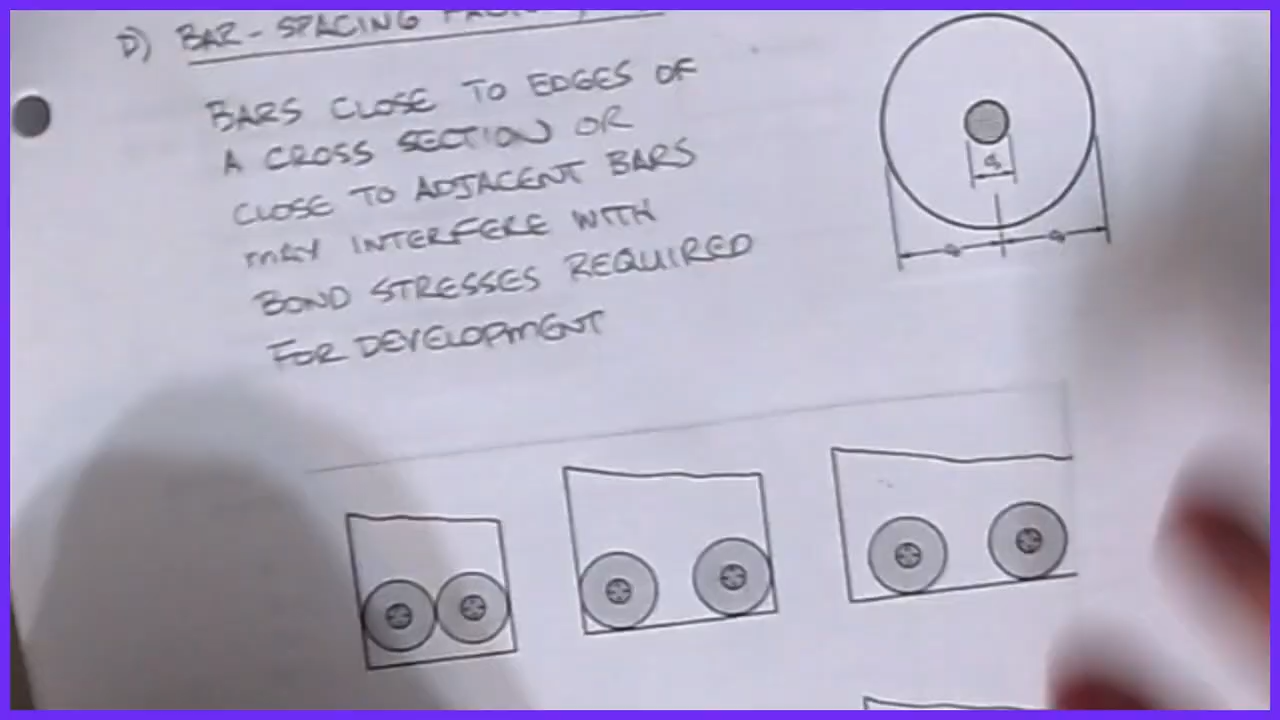 D) BAR-SPACING
BARS CLOSE TO EDGES OF
A CROSS SECTION OR
CLOSE TO ADJACENT BARS
MAY INTERFERE WITH
BOND STRESSES REQUIRED
FOR DEVELOPMENT